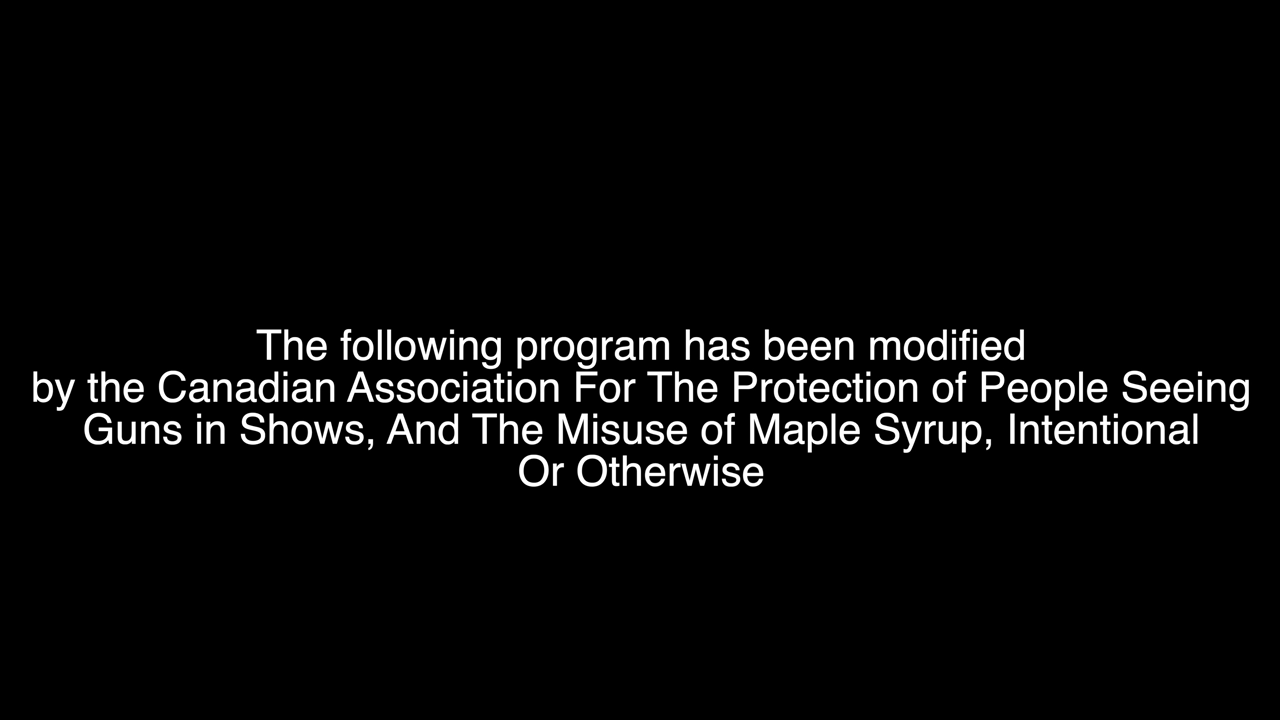 The following program has been modified
by the Canadian Association For The Protection of People Seeing
Guns in Shows, And The Misuse of Maple Syrup, Intentional
Or Otherwise